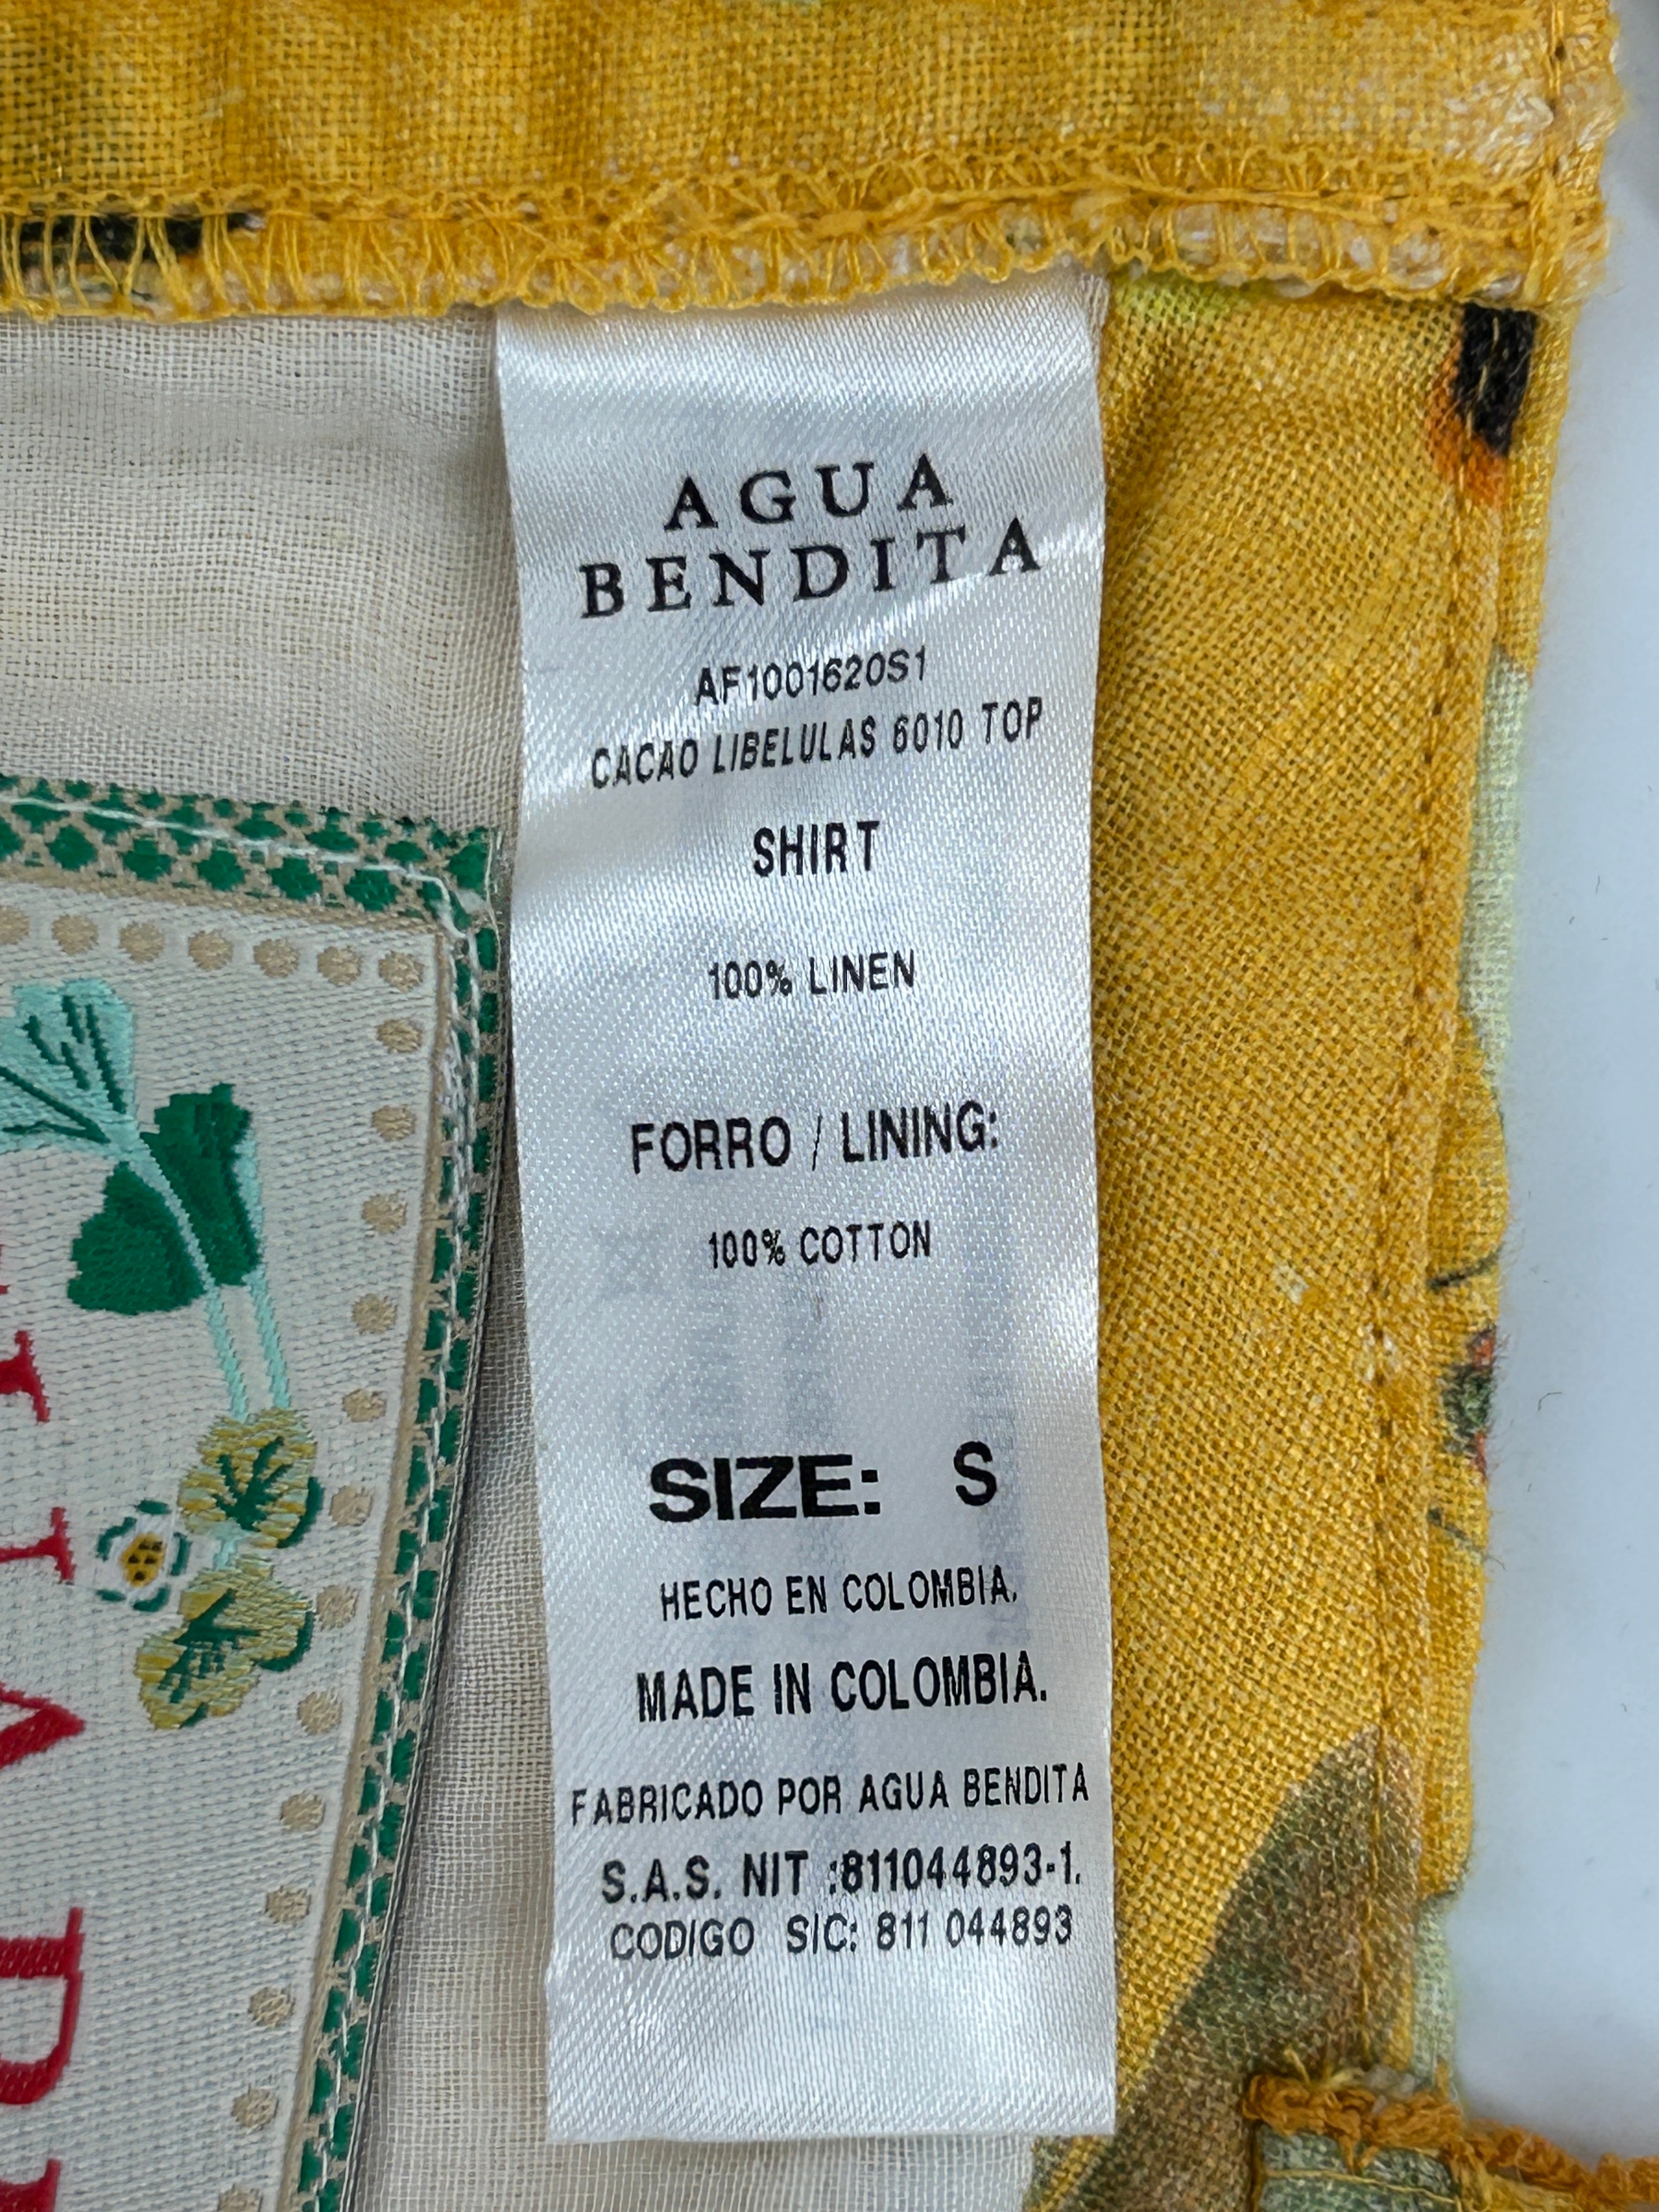 AGUA
BENDITA
AF1001620S1
CACAO LIBELULAS 6010 TOP
SHIRT
100% LINEN
FORRO / LINING:
100% COTTON
SIZE: S
HECHO EN COLOMBIA.
MADE IN COLOMBIA.
FABRICADO POR AGUA BENDITA
S.A.S. NIT :811044893-1.
CODIGO SIC: 811 044893